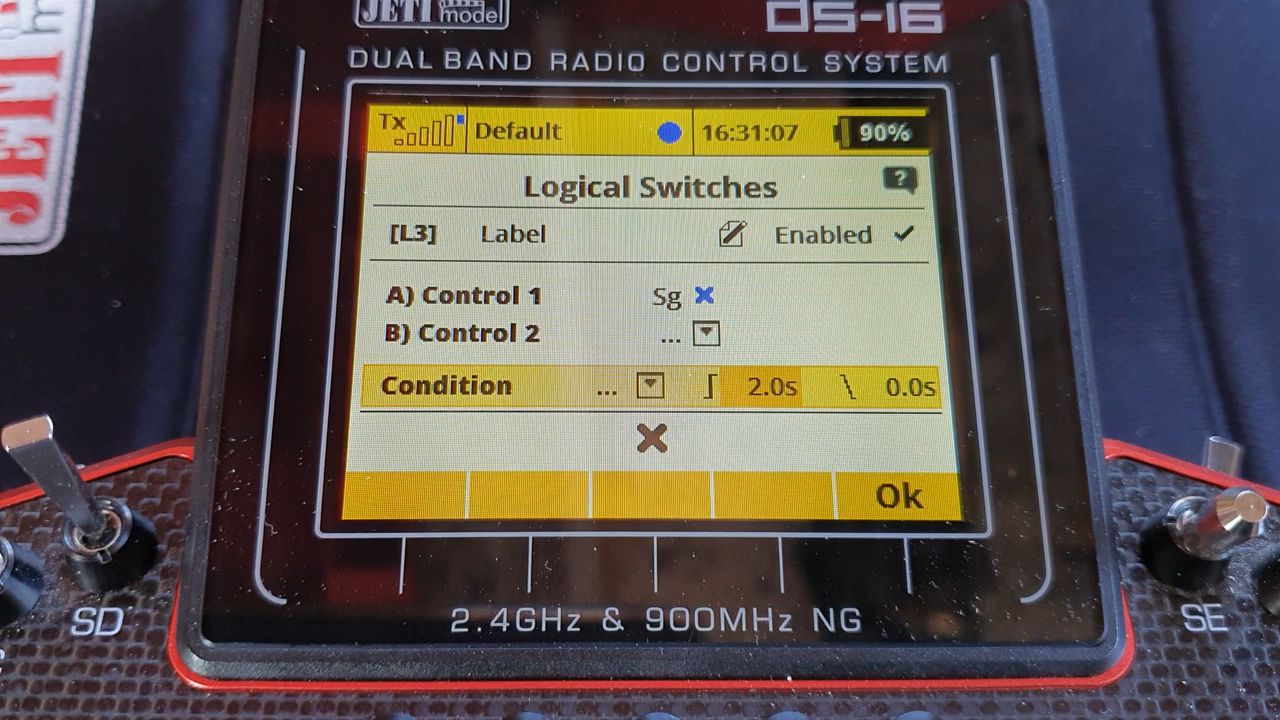 JETI model
DS-16
DUAL BAND RADIO CONTROL SYSTEM
Tx Default 16:31:07 90%
Logical Switches ?
[L3] Label Enabled
A) Control 1 Sg
B) Control 2 ...
Condition ... 2.0s 0.0s
Ok
2.4GHz & 900MHz NG
SD
SE